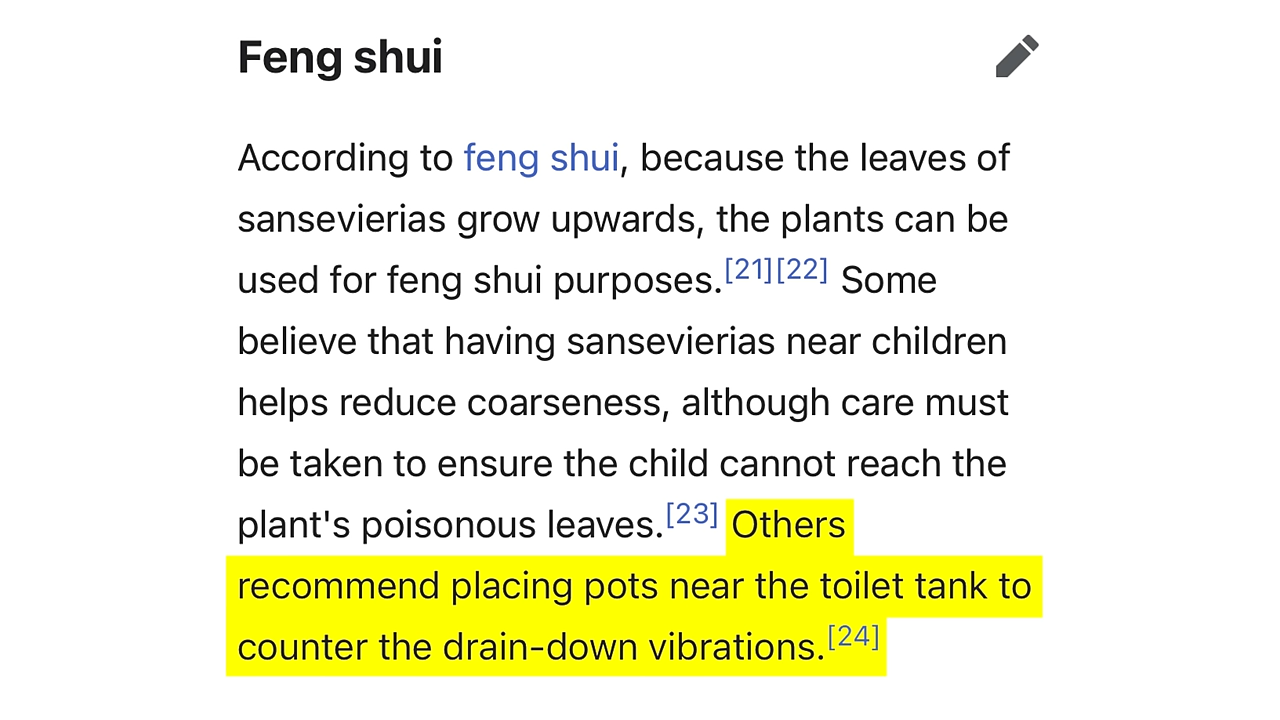 Feng shui
According to feng shui, because the leaves of
sansevierias grow upwards, the plants can be
used for feng shui purposes.[21][22] Some
believe that having sansevierias near children
helps reduce coarseness, although care must
be taken to ensure the child cannot reach the
plant's poisonous leaves.[23] Others
recommend placing pots near the toilet tank to
counter the drain-down vibrations.[24]